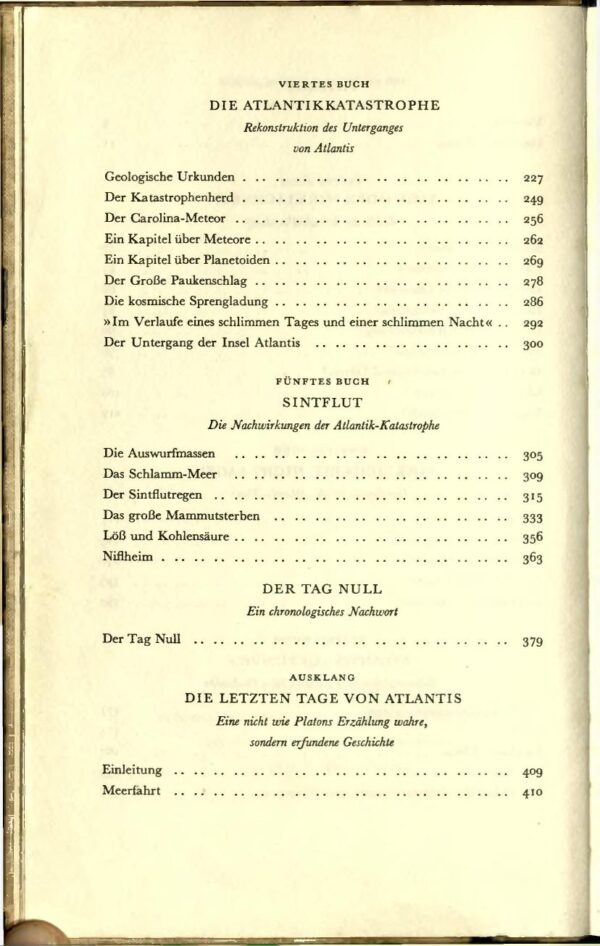 VIERTES BUCH
DIE ATLANTIKKATASTROPHE
Rekonstruktion des Unterganges
von Atlantis
Geologische Urkunden . .. .. .. .. .. .. .. .. .. .. .. .. .. 227
Der Katastrophenherd . .. .. .. .. .. .. .. .. .. .. .. .. .. 249
Der Carolina-Meteor .. .. .. .. .. .. .. .. .. .. .. .. .. .. 256
Ein Kapitel über Meteore .. .. .. .. .. .. .. .. .. .. .. .. .. 262
Ein Kapitel über Planetoiden .. .. .. .. .. .. .. .. .. .. .. .. 269
Der Große Paukenschlag .. .. .. .. .. .. .. .. .. .. .. .. .. 278
Die kosmische Sprengladung .. .. .. .. .. .. .. .. .. .. .. .. 286
»Im Verlaufe eines schlimmen Tages und einer schlimmen Nacht« .. 292
Der Untergang der Insel Atlantis .. .. .. .. .. .. .. .. .. .. 300
FÜNFTES BUCH
SINTFLUT
Die Nachwirkungen der Atlantik-Katastrophe
Die Auswurfmassen .. .. .. .. .. .. .. .. .. .. .. .. .. .. 305
Das Schlamm-Meer .. .. .. .. .. .. .. .. .. .. .. .. .. .. 309
Der Sintflutregen .. .. .. .. .. .. .. .. .. .. .. .. .. .. .. 315
Das große Mammutsterben .. .. .. .. .. .. .. .. .. .. .. .. 333
Löß und Kohlensäure .. .. .. .. .. .. .. .. .. .. .. .. .. .. 356
Niflheim . .. .. .. .. .. .. .. .. .. .. .. .. .. .. .. .. .. 363
DER TAG NULL
Ein chronologisches Nachwort
Der Tag Null .. .. .. .. .. .. .. .. .. .. .. .. .. .. .. .. 379
AUSKLANG
DIE LETZTEN TAGE VON ATLANTIS
Eine nicht wie Platons Erzählung wahre,
sondern erfundene Geschichte
Einleitung .. .. .. .. .. .. .. .. .. .. .. .. .. .. .. .. .. 409
Meerfahrt .. .. .. .. .. .. .. .. .. .. .. .. .. .. .. .. .. 410